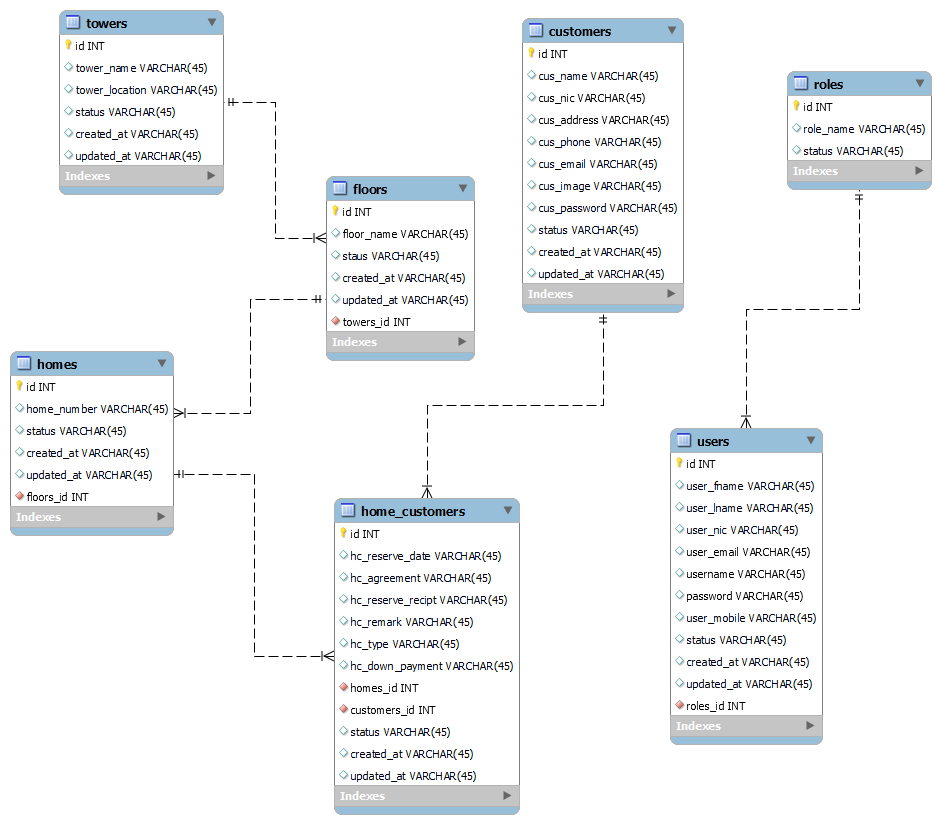 towers
id INT
tower_name VARCHAR(45)
tower_location VARCHAR(45)
status VARCHAR(45)
created_at VARCHAR(45)
updated_at VARCHAR(45)
Indexes
customers
id INT
cus_name VARCHAR(45)
cus_nic VARCHAR(45)
cus_address VARCHAR(45)
cus_phone VARCHAR(45)
cus_email VARCHAR(45)
cus_image VARCHAR(45)
cus_password VARCHAR(45)
status VARCHAR(45)
created_at VARCHAR(45)
updated_at VARCHAR(45)
Indexes
roles
id INT
role_name VARCHAR(45)
status VARCHAR(45)
Indexes
floors
id INT
floor_name VARCHAR(45)
staus VARCHAR(45)
created_at VARCHAR(45)
updated_at VARCHAR(45)
towers_id INT
Indexes
homes
id INT
home_number VARCHAR(45)
status VARCHAR(45)
created_at VARCHAR(45)
updated_at VARCHAR(45)
floors_id INT
Indexes
home_customers
id INT
hc_reserve_date VARCHAR(45)
hc_agreement VARCHAR(45)
hc_reserve_recipt VARCHAR(45)
hc_remark VARCHAR(45)
hc_type VARCHAR(45)
hc_down_payment VARCHAR(45)
homes_id INT
customers_id INT
status VARCHAR(45)
created_at VARCHAR(45)
updated_at VARCHAR(45)
Indexes
users
id INT
user_fname VARCHAR(45)
user_lname VARCHAR(45)
user_nic VARCHAR(45)
user_email VARCHAR(45)
username VARCHAR(45)
password VARCHAR(45)
user_mobile VARCHAR(45)
status VARCHAR(45)
created_at VARCHAR(45)
updated_at VARCHAR(45)
roles_id INT
Indexes